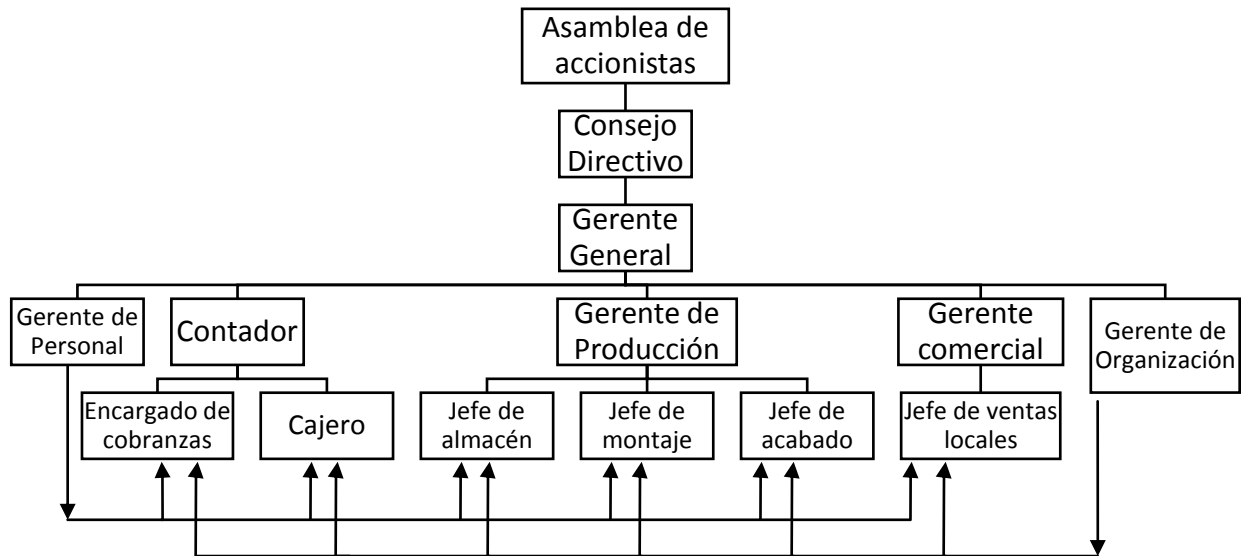 Asamblea de
accionistas
Consejo
Directivo
Gerente
General
Gerente de
Personal
Contador
Gerente de
Producción
Gerente
comercial
Gerente de
Organización
Encargado de
cobranzas
Cajero
Jefe de
almacén
Jefe de
montaje
Jefe de
acabado
Jefe de ventas
locales